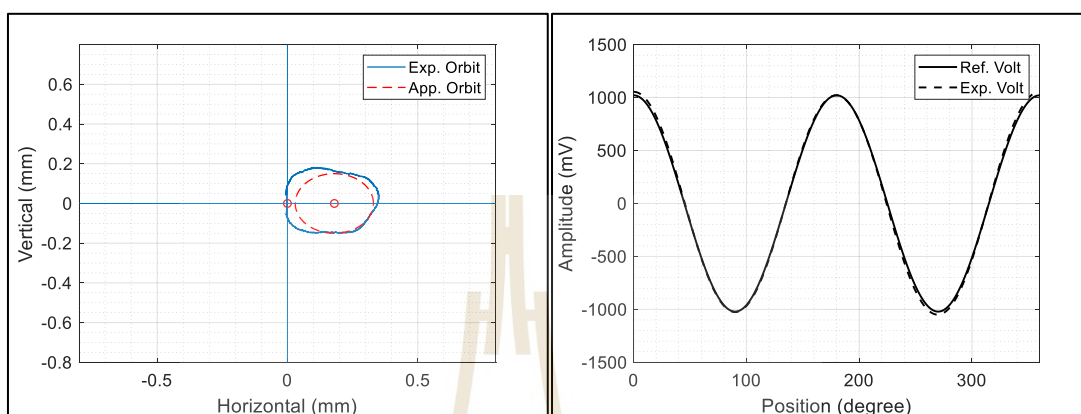 Exp. Orbit
App. Orbit
0.6
0.4
0.2
0
-0.2
-0.4
-0.6
-0.8
-0.5
0
0.5
Vertical (mm)
Horizontal (mm)
Ref. Volt
Exp. Volt
1500
1000
500
0
-500
-1000
-1500
0
100
200
300
Amplitude (mV)
Position (degree)